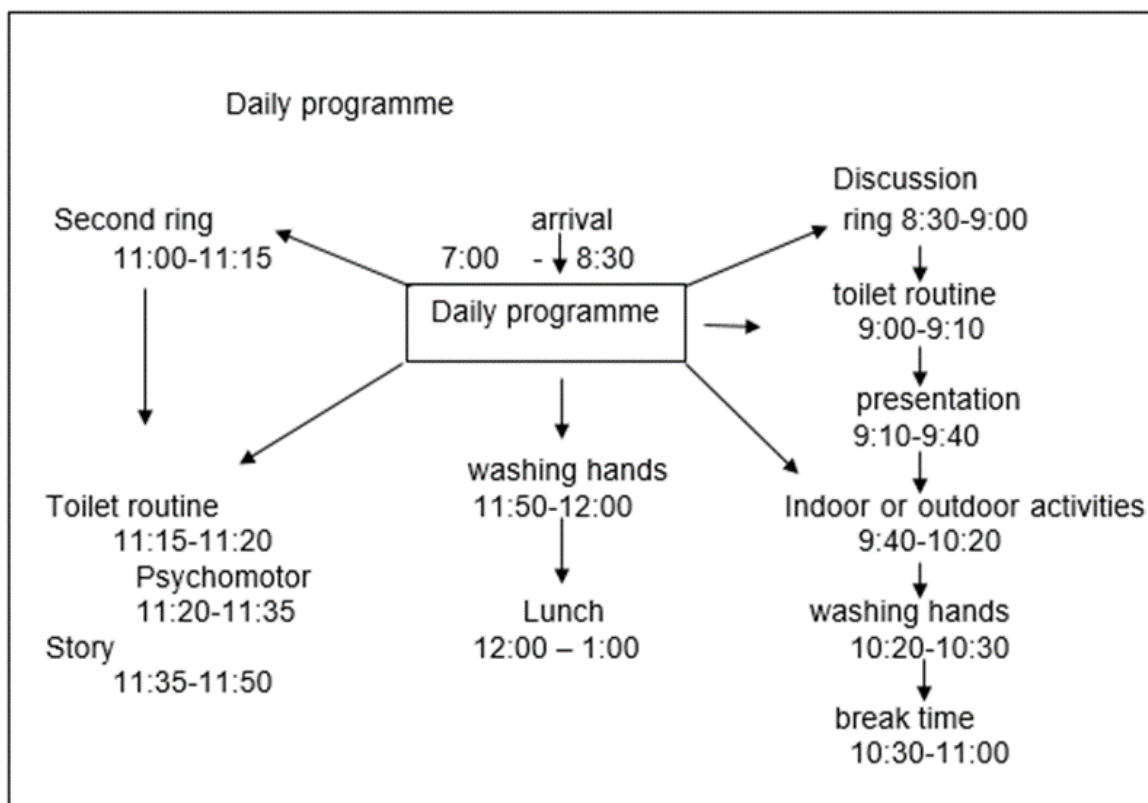 Daily programme
Second ring
11:00-11:15
arrival
7:00 - 8:30
Daily programme
Discussion
ring 8:30-9:00
toilet routine
9:00-9:10
presentation
9:10-9:40
Indoor or outdoor activities
9:40-10:20
washing hands
10:20-10:30
break time
10:30-11:00
Toilet routine
11:15-11:20
Psychomotor
11:20-11:35
Story
11:35-11:50
washing hands
11:50-12:00
Lunch
12:00 – 1:00